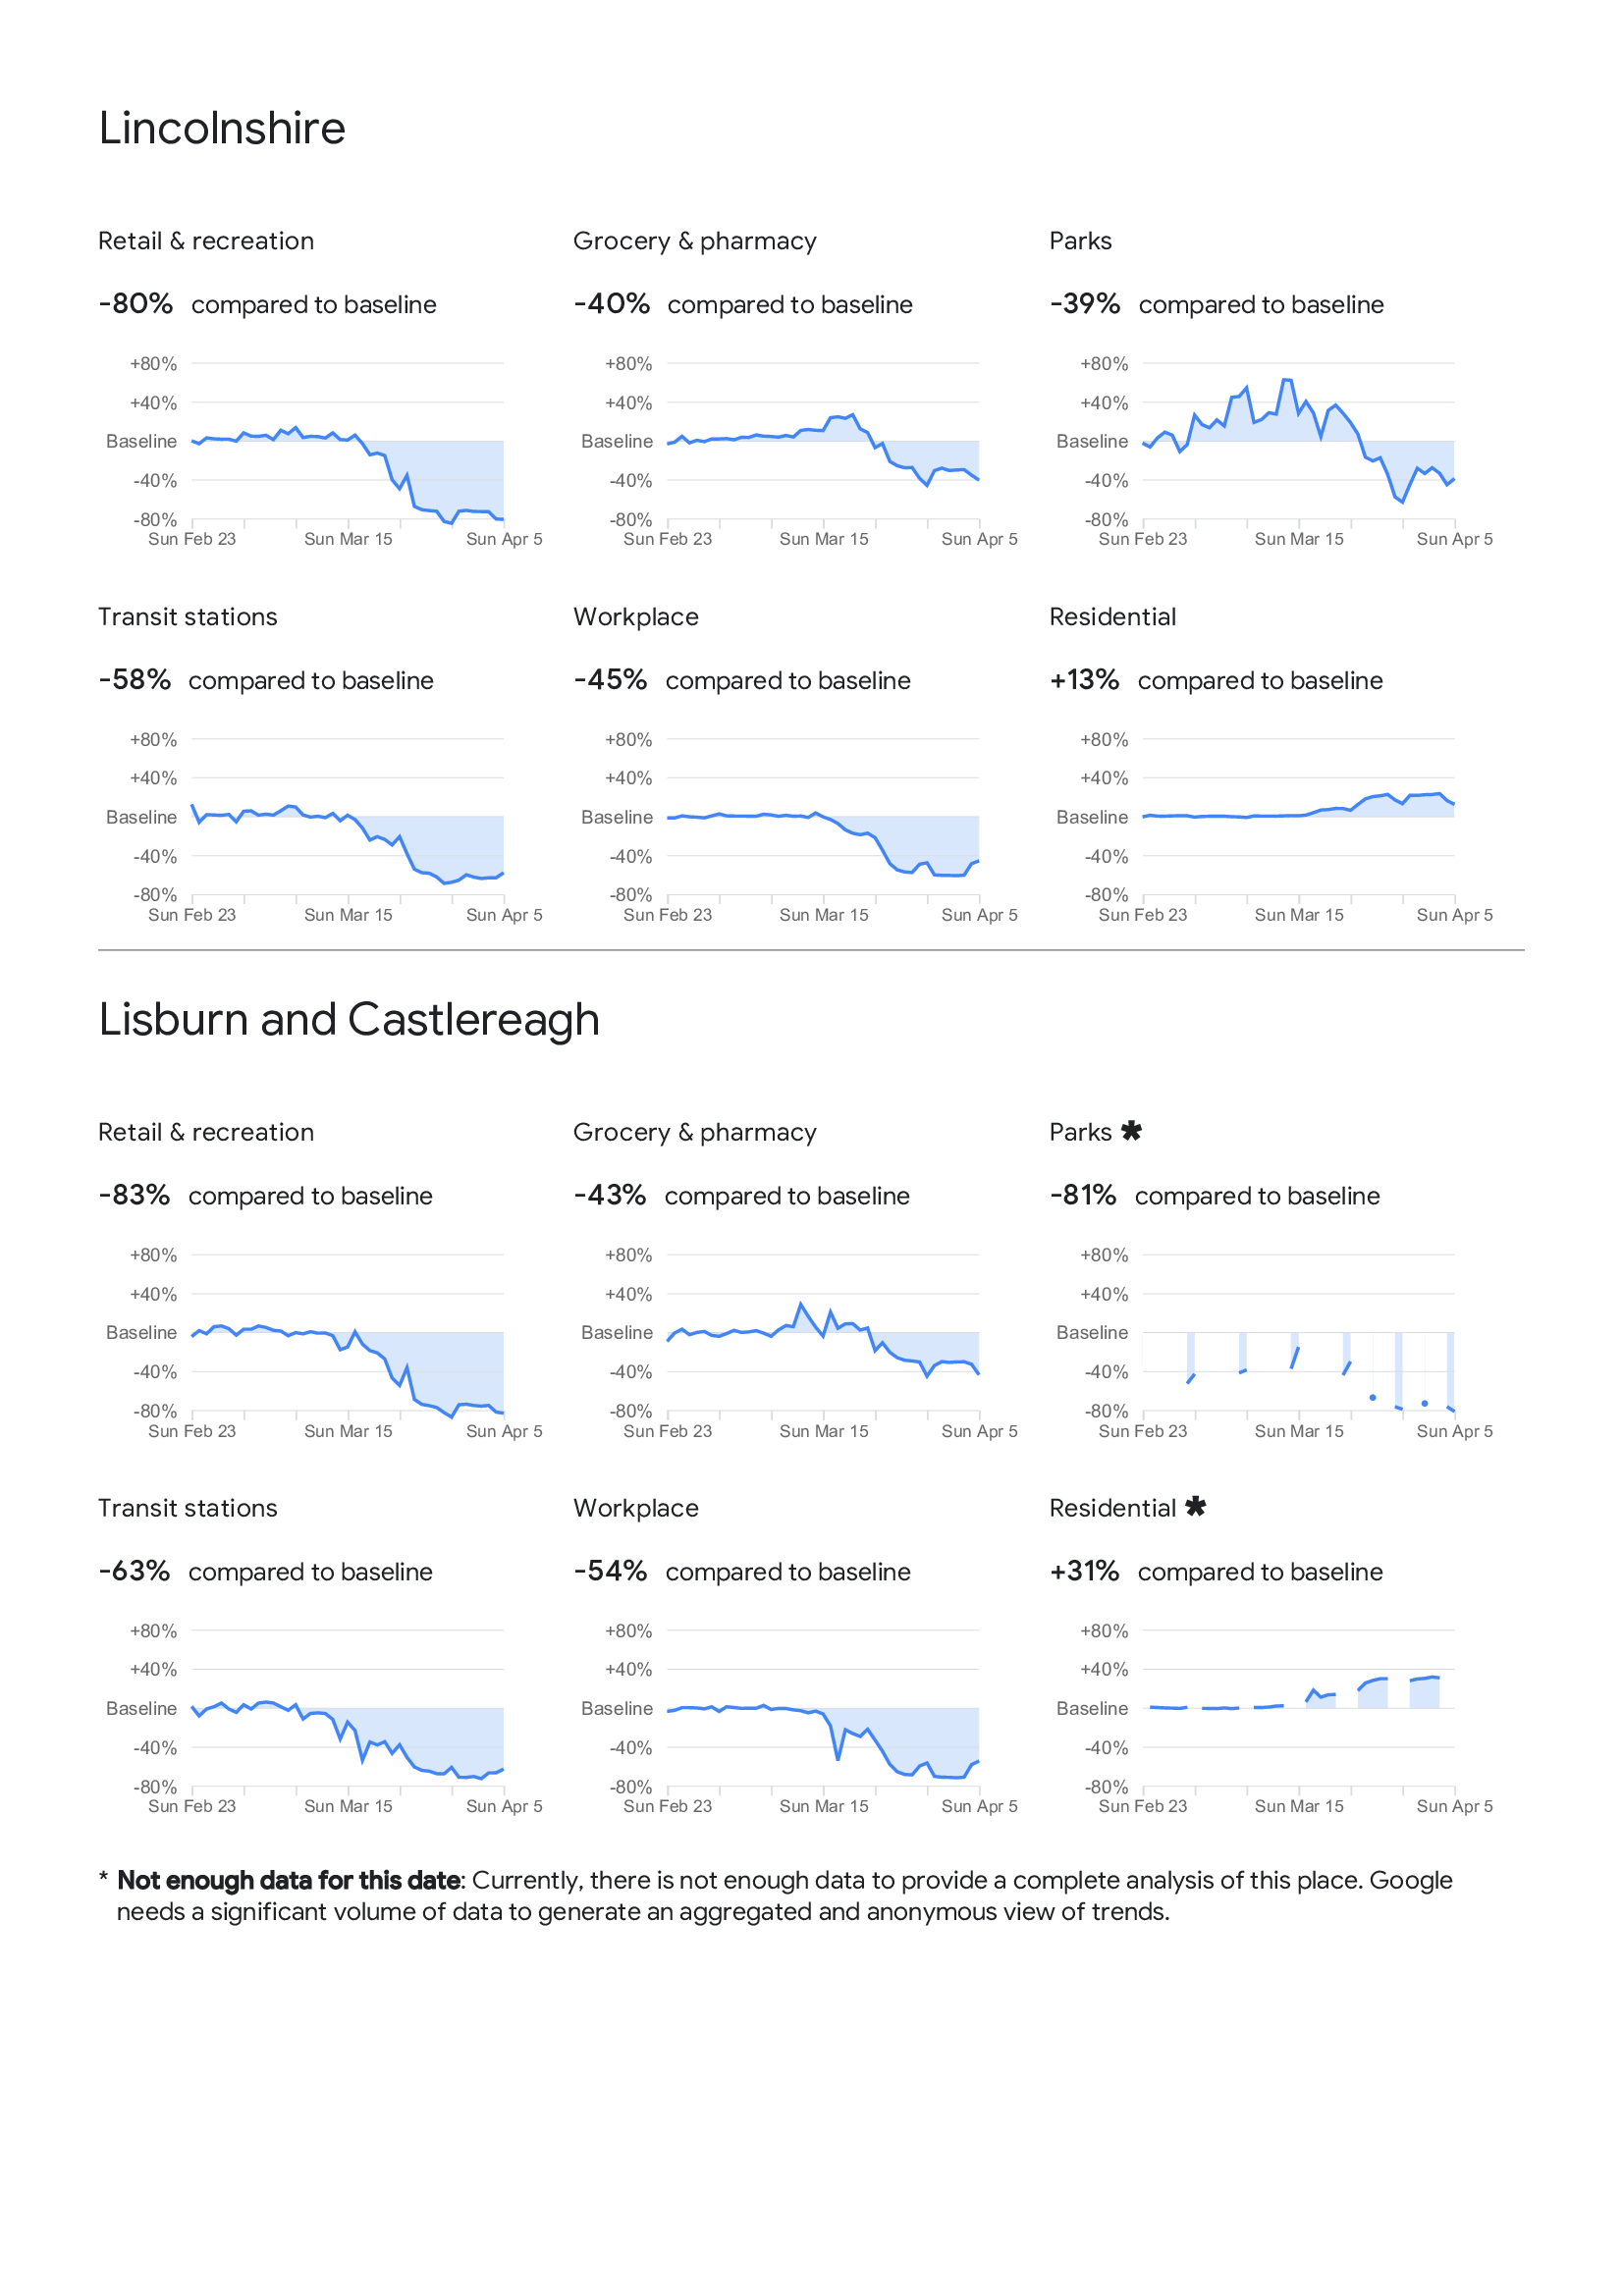 Lincolnshire
Retail & recreation
-80% compared to baseline
+80%
+40%
Baseline
-40%
-80%
Sun Feb 23 Sun Mar 15 Sun Apr 5
Grocery & pharmacy
-40% compared to baseline
+80%
+40%
Baseline
-40%
-80%
Sun Feb 23 Sun Mar 15 Sun Apr 5
Parks
-39% compared to baseline
+80%
+40%
Baseline
-40%
-80%
Sun Feb 23 Sun Mar 15 Sun Apr 5
Transit stations
-58% compared to baseline
+80%
+40%
Baseline
-40%
-80%
Sun Feb 23 Sun Mar 15 Sun Apr 5
Workplace
-45% compared to baseline
+80%
+40%
Baseline
-40%
-80%
Sun Feb 23 Sun Mar 15 Sun Apr 5
Residential
+13% compared to baseline
+80%
+40%
Baseline
-40%
-80%
Sun Feb 23 Sun Mar 15 Sun Apr 5
Lisburn and Castlereagh
Retail & recreation
-83% compared to baseline
+80%
+40%
Baseline
-40%
-80%
Sun Feb 23 Sun Mar 15 Sun Apr 5
Grocery & pharmacy
-43% compared to baseline
+80%
+40%
Baseline
-40%
-80%
Sun Feb 23 Sun Mar 15 Sun Apr 5
Parks *
-81% compared to baseline
+80%
+40%
Baseline
-40%
-80%
Sun Feb 23 Sun Mar 15 Sun Apr 5
Transit stations
-63% compared to baseline
+80%
+40%
Baseline
-40%
-80%
Sun Feb 23 Sun Mar 15 Sun Apr 5
Workplace
-54% compared to baseline
+80%
+40%
Baseline
-40%
-80%
Sun Feb 23 Sun Mar 15 Sun Apr 5
Residential *
+31% compared to baseline
+80%
+40%
Baseline
-40%
-80%
Sun Feb 23 Sun Mar 15 Sun Apr 5
* Not enough data for this date: Currently, there is not enough data to provide a complete analysis of this place. Google
needs a significant volume of data to generate an aggregated and anonymous view of trends.